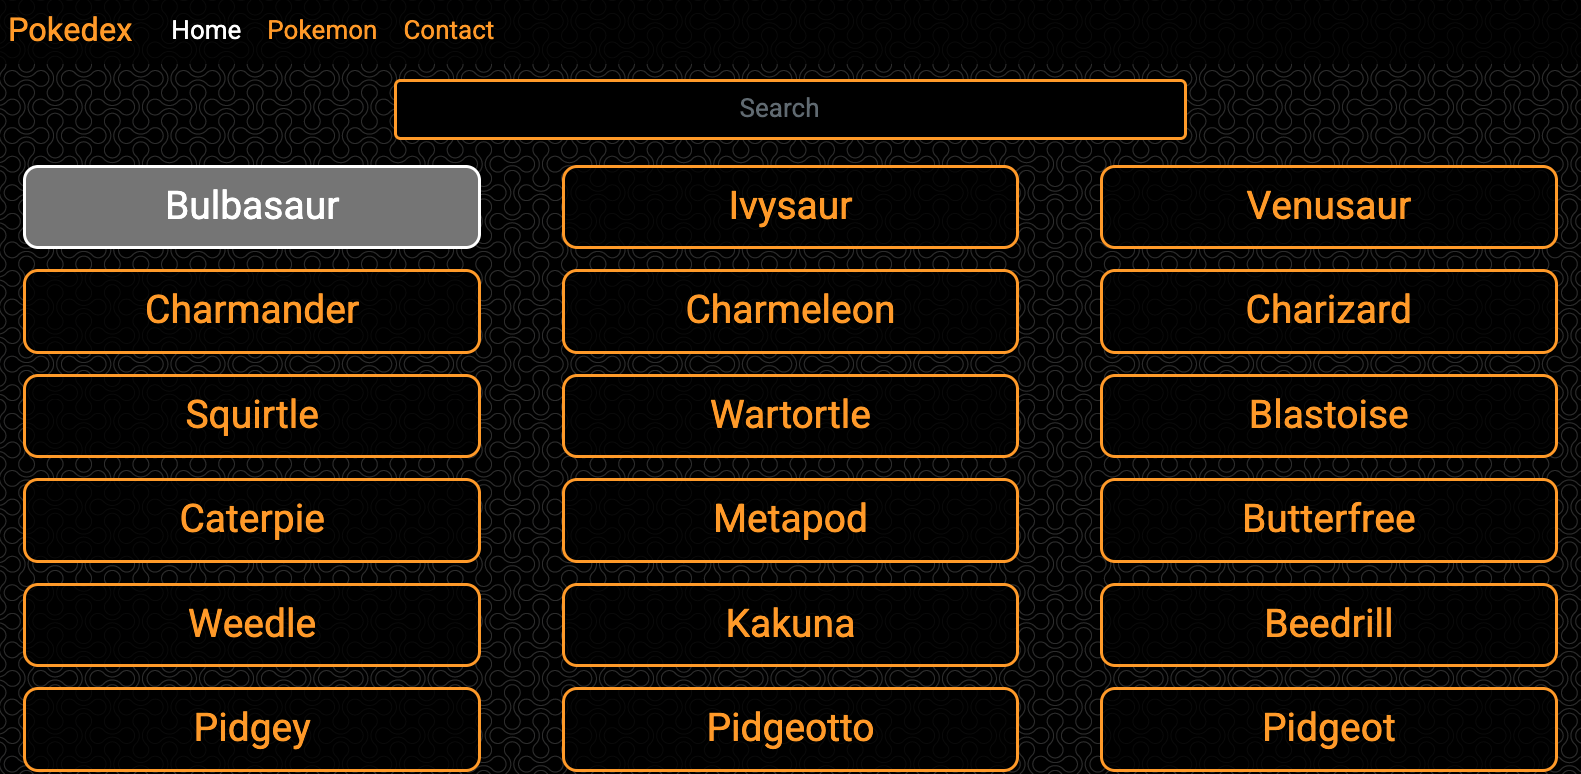 Pokedex Home Pokemon Contact
Search
Bulbasaur Ivysaur Venusaur
Charmander Charmeleon Charizard
Squirtle Wartortle Blastoise
Caterpie Metapod Butterfree
Weedle Kakuna Beedrill
Pidgey Pidgeotto Pidgeot